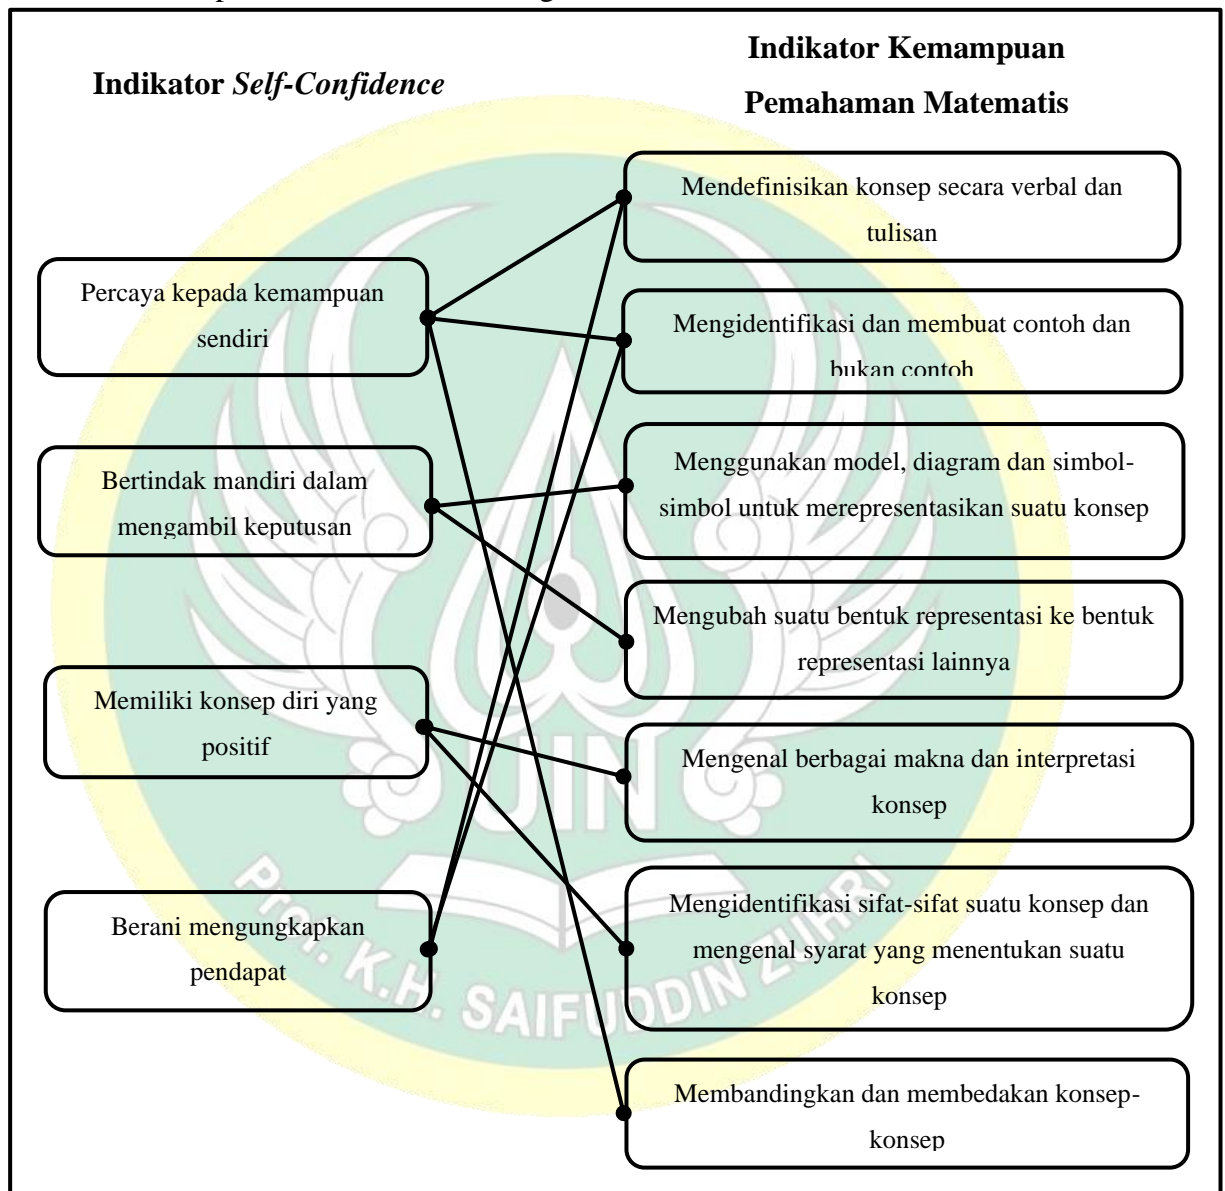 Indikator Self-Confidence
Indikator Kemampuan
Pemahaman Matematis
Percaya kepada kemampuan
sendiri
Bertindak mandiri dalam
mengambil keputusan
Memiliki konsep diri yang
positif
Berani mengungkapkan
pendapat
Mendefinisikan konsep secara verbal dan
tulisan
Mengidentifikasi dan membuat contoh dan
bukan contoh
Menggunakan model, diagram dan simbol-
simbol untuk merepresentasikan suatu konsep
Mengubah suatu bentuk representasi ke bentuk
representasi lainnya
Mengenal berbagai makna dan interpretasi
konsep
Mengidentifikasi sifat-sifat suatu konsep dan
mengenal syarat yang menentukan suatu
konsep
Membandingkan dan membedakan konsep-
konsep
UIN
Prof. K.H. SAIFUDDIN ZUHRI